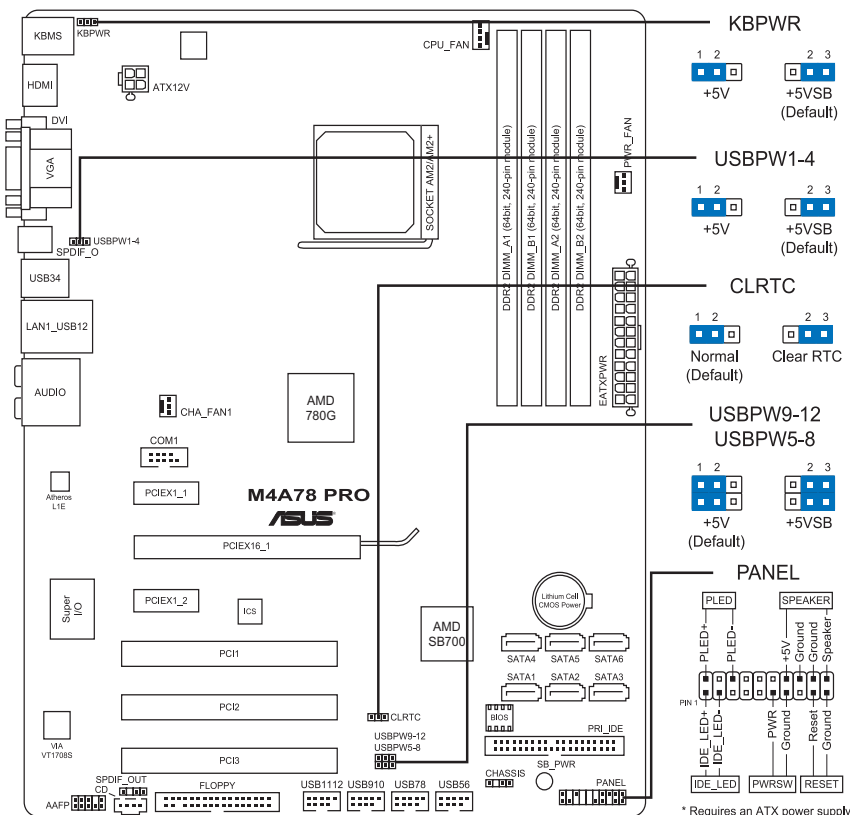 KBMS
KBPWR
HDMI
ATX12V
CPU_FAN
DVI
VGA
SOCKET AM2/AM2+
DDR2 DIMM_A1 (64bit, 240-pin module)
DDR2 DIMM_B1 (64bit, 240-pin module)
DDR2 DIMM_A2 (64bit, 240-pin module)
DDR2 DIMM_B2 (64bit, 240-pin module)
PWR_FAN
USBPW1-4
SPDIF_O
USB34
LAN1_USB12
AUDIO
EATXPWR
CHA_FAN1
AMD
780G
COM1
Atheros
L1E
PCIEX1_1
M4A78 PRO
ASUS
PCIEX16_1
Super
I/O
PCIEX1_2
ICS
AMD
SB700
Lithium Cell
CMOS Power
SATA4
SATA5
SATA6
SATA1
SATA2
SATA3
PCI1
PCI2
PCI3
CLRTC
BIOS
USBPW9-12
USBPW5-8
PRI_IDE
VIA
VT1708S
SPDIF_OUT
CD
AAFP
FLOPPY
USB1112
USB910
USB78
USB56
CHASSIS
SB_PWR
PANEL
KBPWR
1 2
2 3
+5V
+5VSB
(Default)
USBPW1-4
1 2
2 3
+5V
+5VSB
(Default)
CLRTC
1 2
2 3
Normal
(Default)
Clear RTC
USBPW9-12
USBPW5-8
1 2
2 3
+5V
(Default)
+5VSB
PANEL
PLED
SPEAKER
PLED+
PLED-
+5V
Ground
Ground
Speaker
PIN 1
IDE_LED+
IDE_LED-
PWR
Ground
Reset
Ground
IDE_LED
PWRSW
RESET
* Requires an ATX power supply